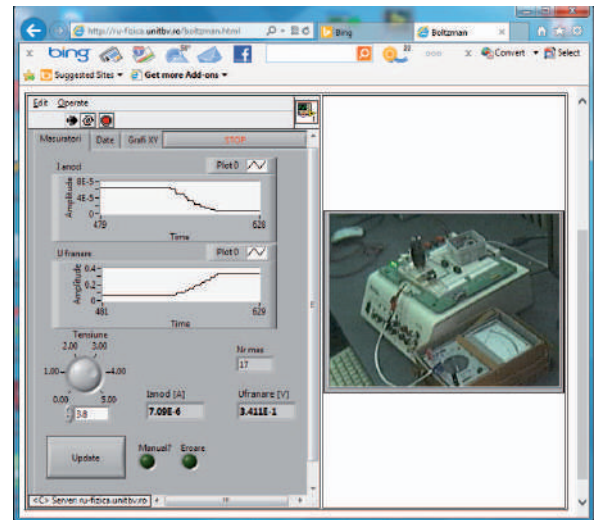 http://ru-fizica.unitbv.ro/boltzman.html
Bing
Boltzman
x bing 58° 20 x Convert Select
Suggested Sites Get more Add-ons
Edit Operate
Masuratori Date Grafi XY STOP
I anod Plot 0
Amplitude
8E-5
4E-5
0
479 628
Time
U franare Plot 0
Amplitude
0.4
0.2
0
481 629
Time
Tensiune
2.00 3.00
1.00 4.00
0.00 5.00
3.8
Nr mas
17
Ianod [A] Ufranare [V]
7.09E-6 3.411E-1
Update Manual? Eroare
<C> Server: ru-fizica.unitbv.ro